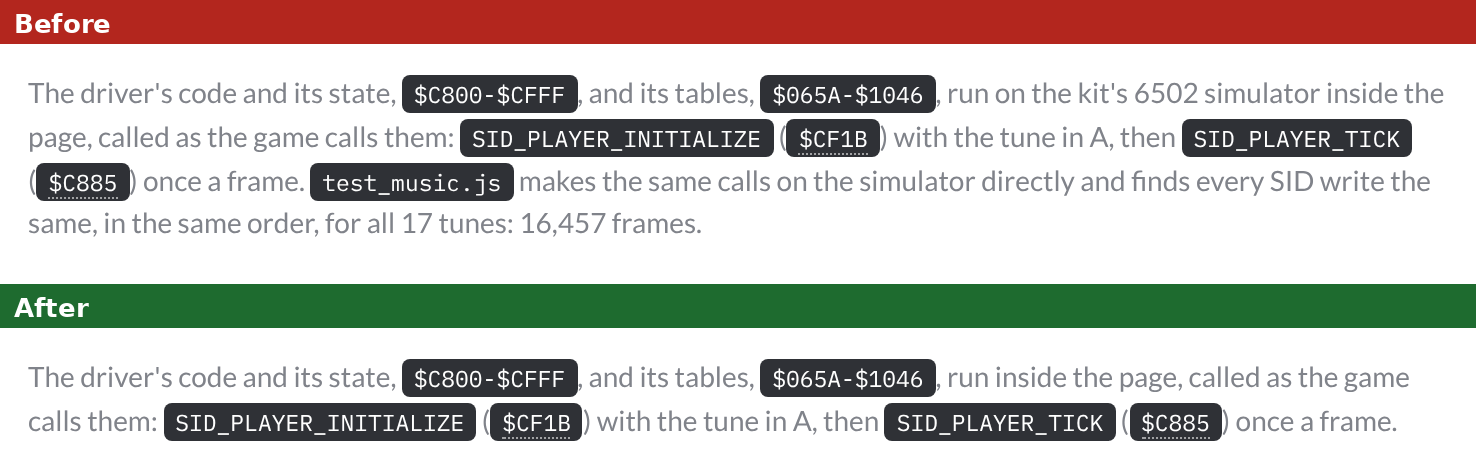 Before
The driver's code and its state, $C800-$CFFF, and its tables, $065A-$1046, run on the kit's 6502 simulator inside the
page, called as the game calls them: SID_PLAYER_INITIALIZE ($CF1B) with the tune in A, then SID_PLAYER_TICK
($C885) once a frame. test_music.js makes the same calls on the simulator directly and finds every SID write the
same, in the same order, for all 17 tunes: 16,457 frames.
After
The driver's code and its state, $C800-$CFFF, and its tables, $065A-$1046, run inside the page, called as the game
calls them: SID_PLAYER_INITIALIZE ($CF1B) with the tune in A, then SID_PLAYER_TICK ($C885) once a frame.